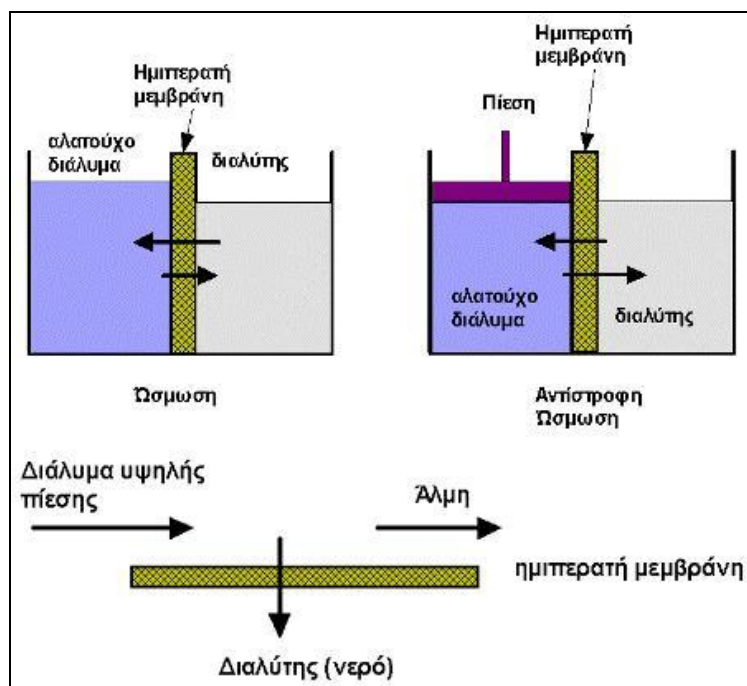 Ημιπερατή
μεμβράνη
αλατούχο
διάλυμα
διαλύτης
Ώσμωση
Ημιπερατή
μεμβράνη
Πίεση
αλατούχο
διάλυμα
διαλύτης
Αντίστροφη
Ώσμωση
Διάλυμα υψηλής
πίεσης
Άλμη
ημιπερατή μεμβράνη
Διαλύτης (νερό)